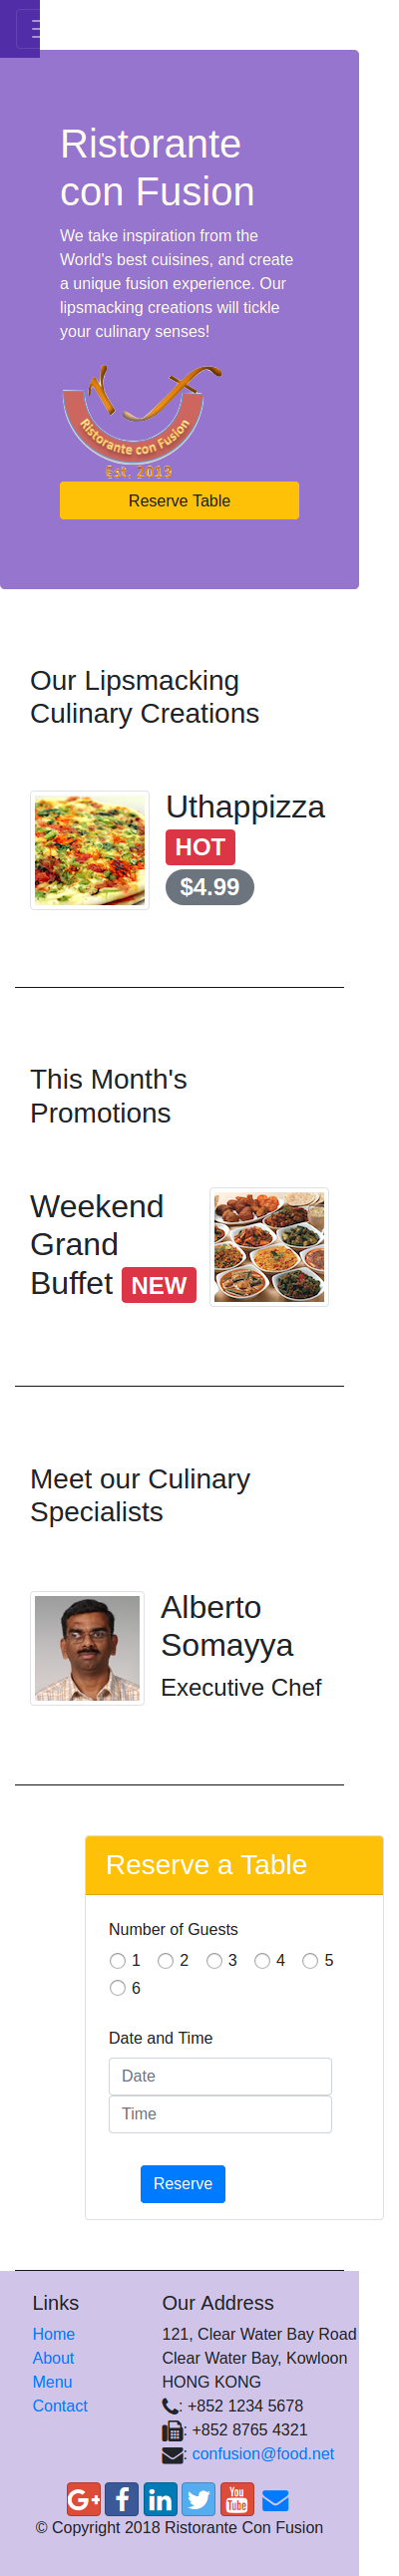 Ristorante
con Fusion
We take inspiration from the
World's best cuisines, and create
a unique fusion experience. Our
lipsmacking creations will tickle
your culinary senses!
Ristorante con Fusion
Est. 2013
Reserve Table
Our Lipsmacking
Culinary Creations
Uthappizza
HOT
$4.99
This Month's
Promotions
Weekend
Grand
Buffet NEW
Meet our Culinary
Specialists
Alberto
Somayya
Executive Chef
Reserve a Table
Number of Guests
1 2 3 4 5
6
Date and Time
Date
Time
Reserve
Links
Home
About
Menu
Contact
Our Address
121, Clear Water Bay Road
Clear Water Bay, Kowloon
HONG KONG
: +852 1234 5678
: +852 8765 4321
: confusion@food.net
G+ f in You Tube
© Copyright 2018 Ristorante Con Fusion